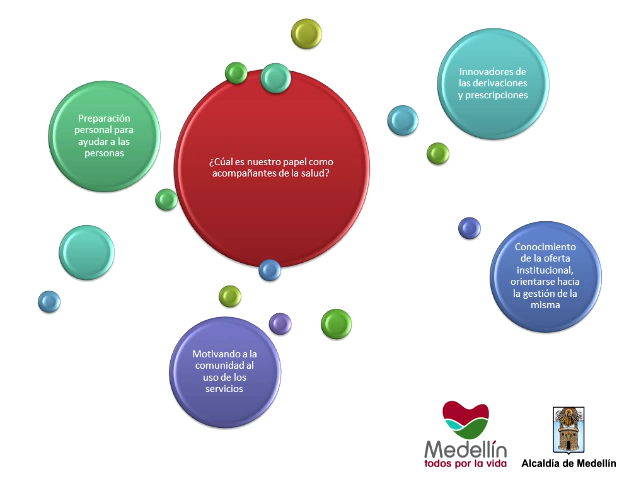 ¿Cúal es nuestro papel como
acompañantes de la salud?
Preparación
personal para
ayudar a las
personas
Innovadores de
las derivaciones
y prescripciones
Conocimiento
de la oferta
institucional,
orientarse hacia
la gestión de la
misma
Motivando a la
comunidad al
uso de los
servicios
Medellín
todos por la vida
Alcaldía de Medellín